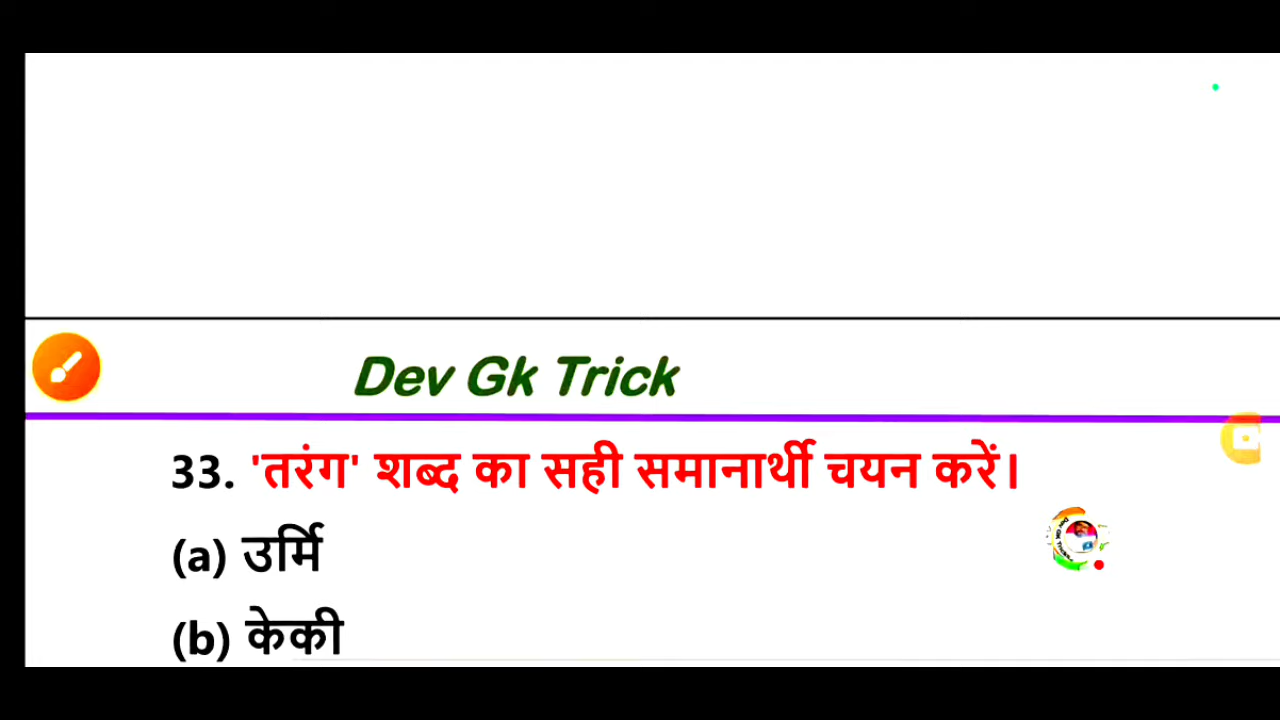 Dev Gk Trick
33. 'तरंग' शब्द का सही समानार्थी चयन करें।
(a) उर्मि
(b) केकी